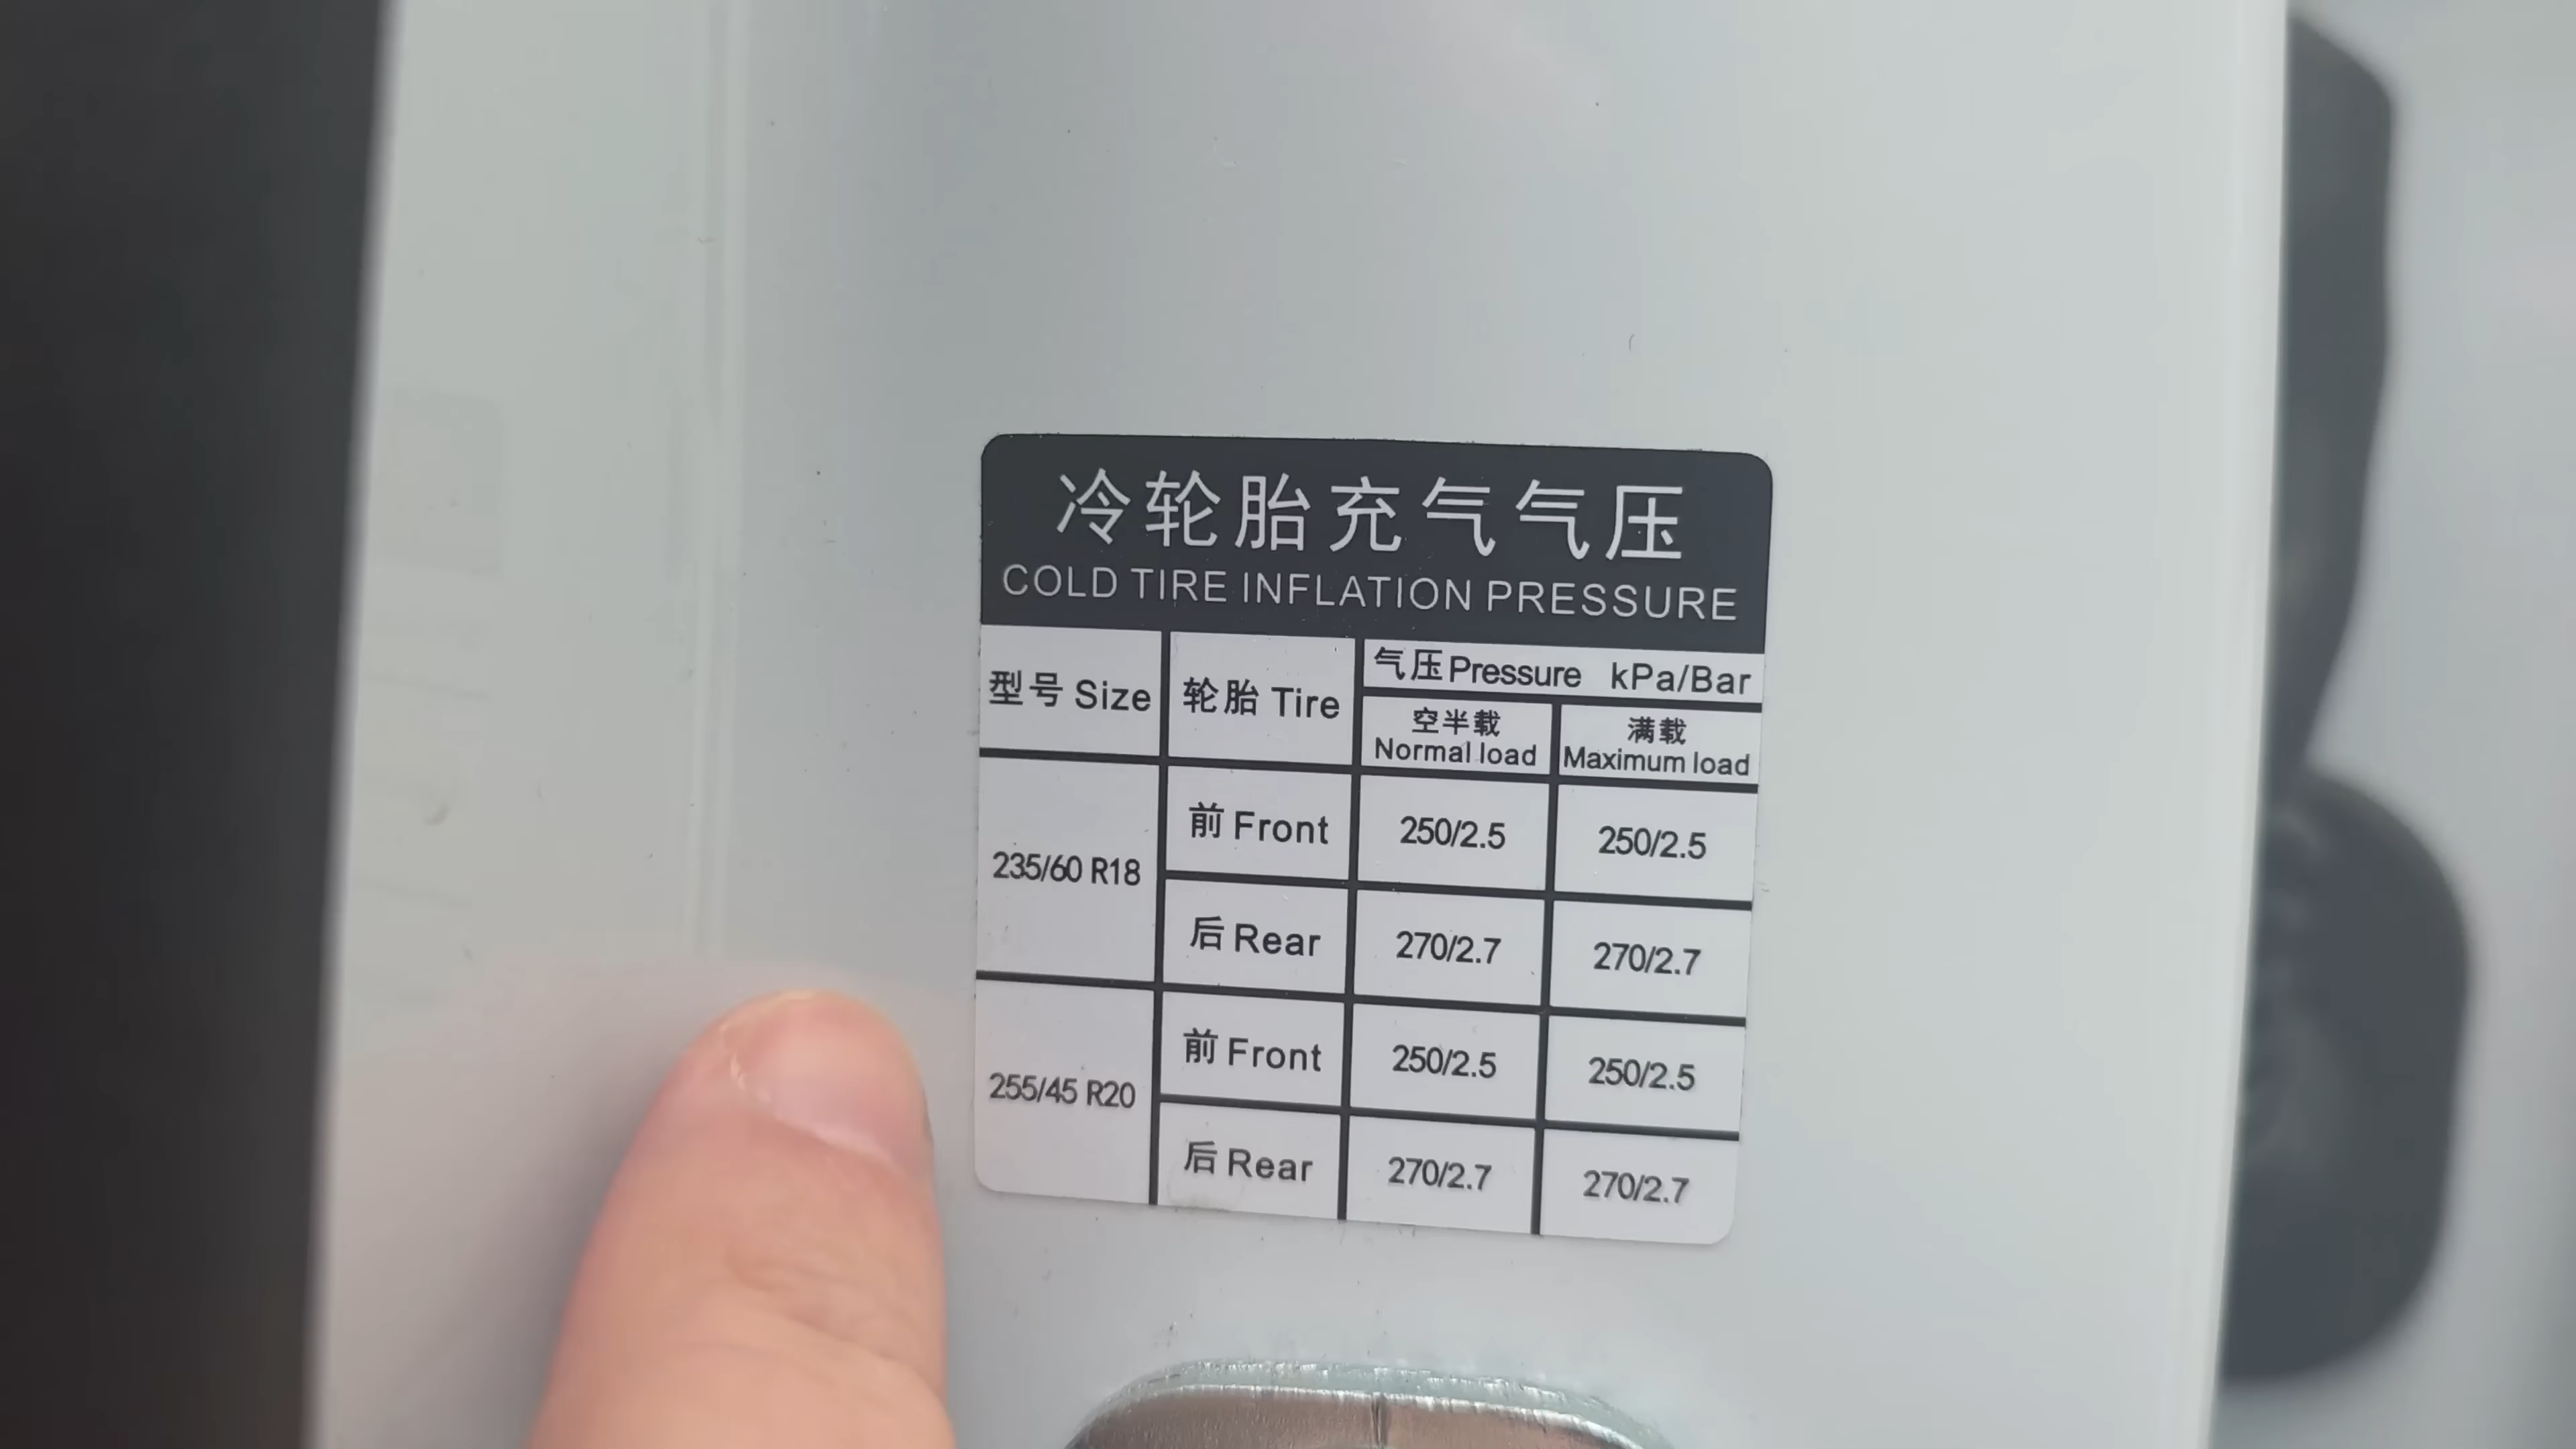 冷轮胎充气气压
COLD TIRE INFLATION PRESSURE
型号 Size
轮胎 Tire
气压 Pressure kPa/Bar
空半载
Normal load
满载
Maximum load
235/60 R18
前 Front
250/2.5
250/2.5
后 Rear
270/2.7
270/2.7
255/45 R20
前 Front
250/2.5
250/2.5
后 Rear
270/2.7
270/2.7